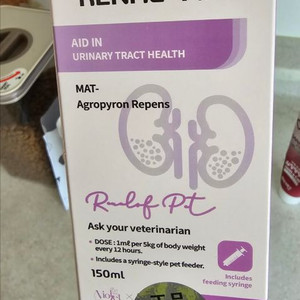 AID IN
URINARY TRACT HEALTH
MAT-
Agropyron Repens
Ask your veterinarian
• DOSE : 1mℓ per 5kg of body weight
every 12 hours.
• Includes a syringe-style pet feeder.
Includes
feeding syringe
150ml
Violet